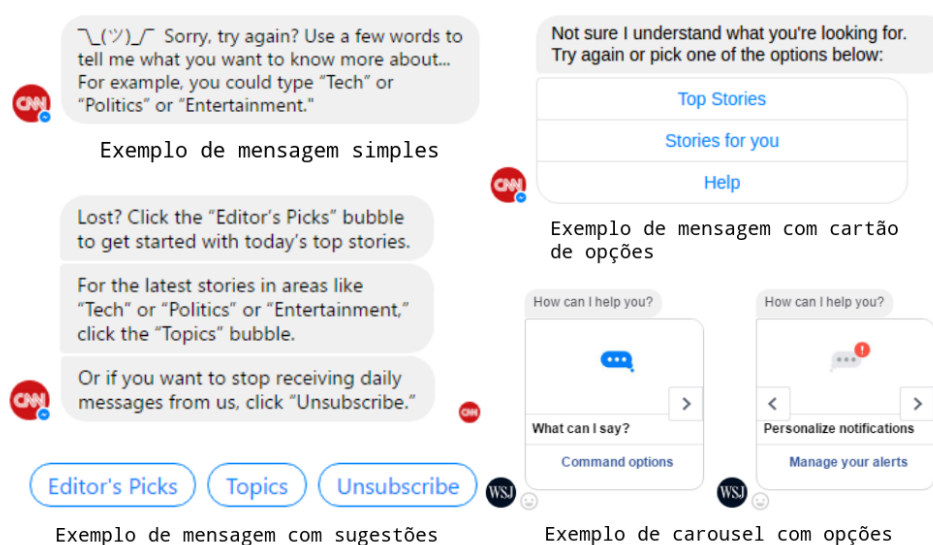 ¯\_(ツ)_/¯ Sorry, try again? Use a few words to
tell me what you want to know more about...
For example, you could type “Tech” or
“Politics” or “Entertainment."
CNN
Exemplo de mensagem simples
Lost? Click the “Editor’s Picks” bubble
to get started with today’s top stories.
For the latest stories in areas like
“Tech” or “Politics” or “Entertainment,”
click the “Topics” bubble.
Or if you want to stop receiving daily
messages from us, click “Unsubscribe.”
CNN
CNN
Editor's Picks
Topics
Unsubscribe
Exemplo de mensagem com sugestões
Not sure I understand what you're looking for.
Try again or pick one of the options below:
Top Stories
Stories for you
Help
CNN
Exemplo de mensagem com cartão
de opções
How can I help you?
What can I say?
Command options
WSJ
How can I help you?
Personalize notifications
Manage your alerts
WSJ
Exemplo de carousel com opções